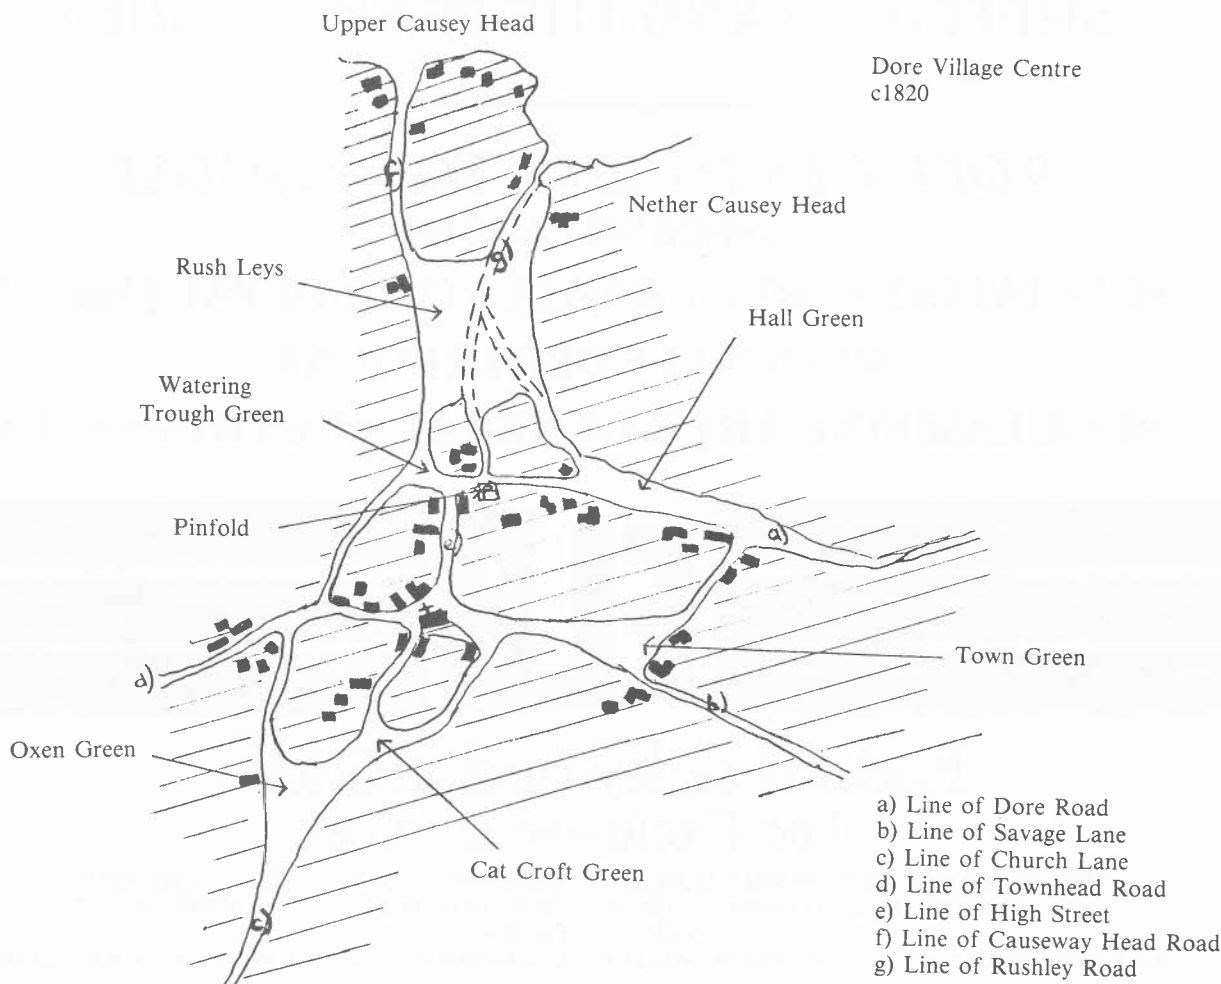 Upper Causey Head
Dore Village Centre
c1820
f)
Nether Causey Head
g)
Rush Leys
Hall Green
Watering
Trough Green
Pinfold
a)
e)
Town Green
d)
b)
Oxen Green
Cat Croft Green
c)
a) Line of Dore Road
b) Line of Savage Lane
c) Line of Church Lane
d) Line of Townhead Road
e) Line of High Street
f) Line of Causeway Head Road
g) Line of Rushley Road